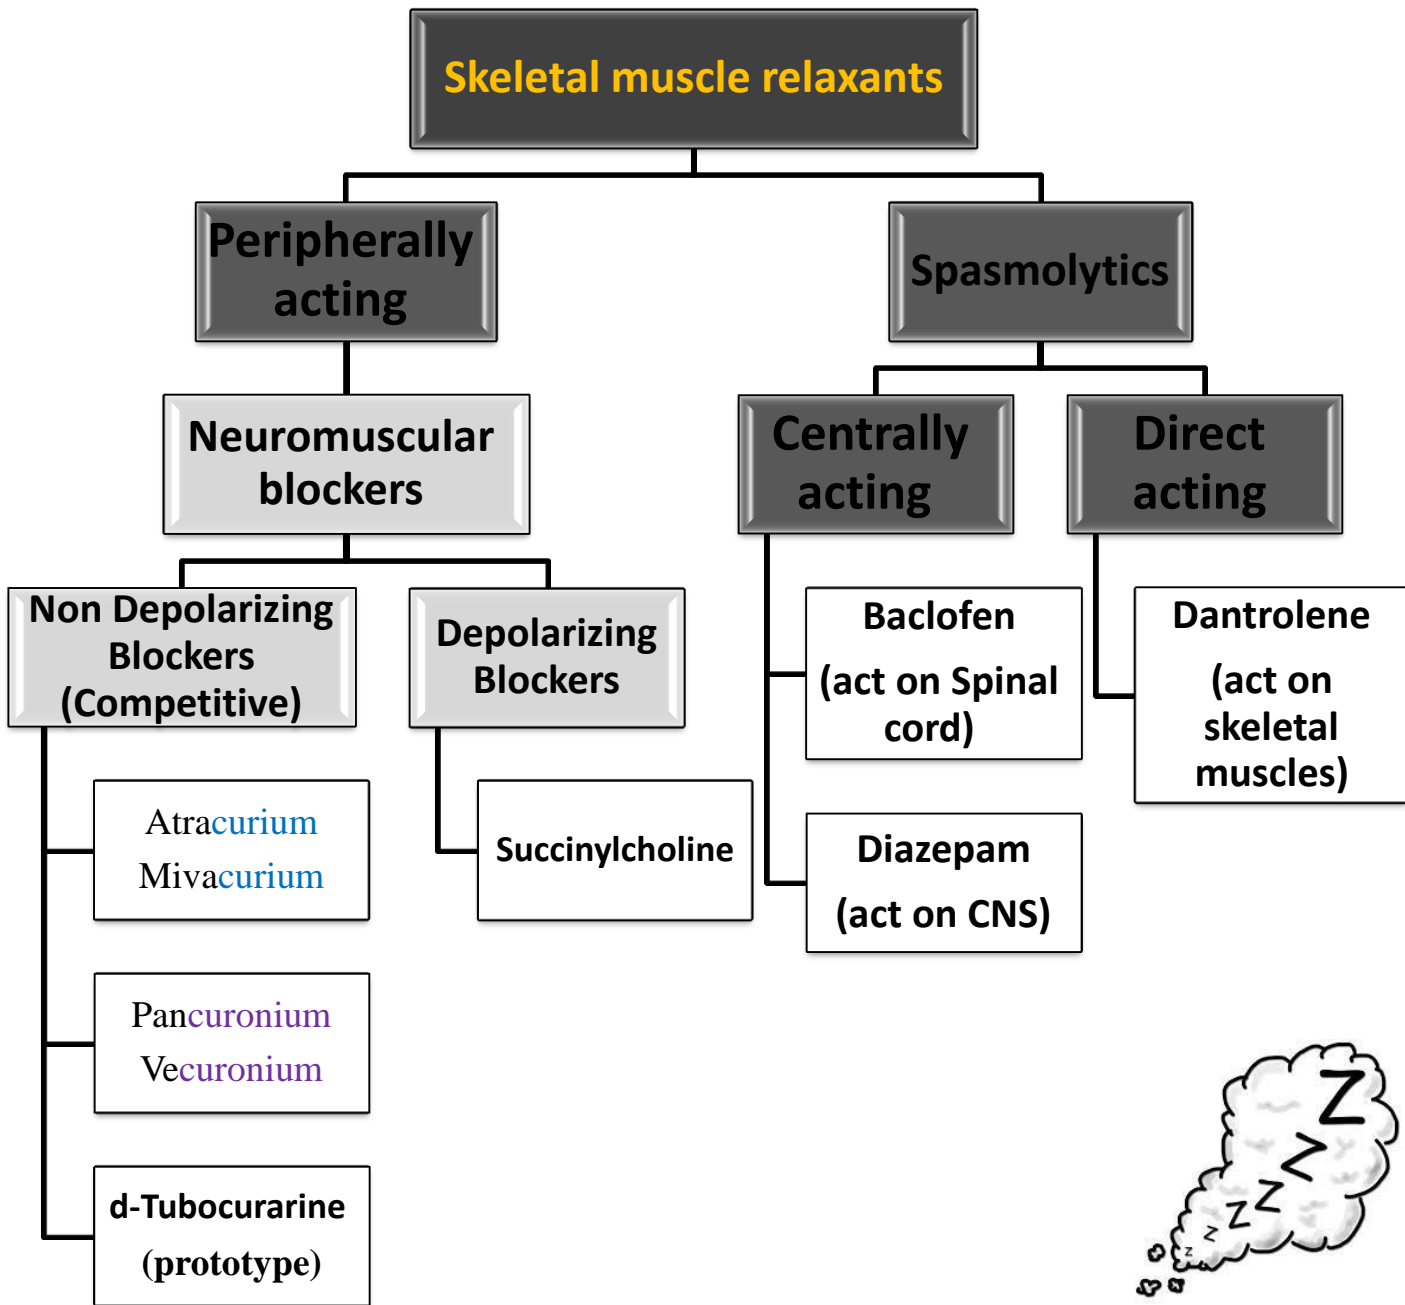 Skeletal muscle relaxants
Peripherally
acting
Spasmolytics
Neuromuscular
blockers
Centrally
acting
Direct
acting
Non Depolarizing
Blockers
(Competitive)
Depolarizing
Blockers
Baclofen
(act on Spinal
cord)
Dantrolene
(act on
skeletal
muscles)
Atracurium
Mivacurium
Succinylcholine
Diazepam
(act on CNS)
Pancuronium
Vecuronium
d-Tubocurarine
(prototype)
Z
Z
Z
Z
Z
Z